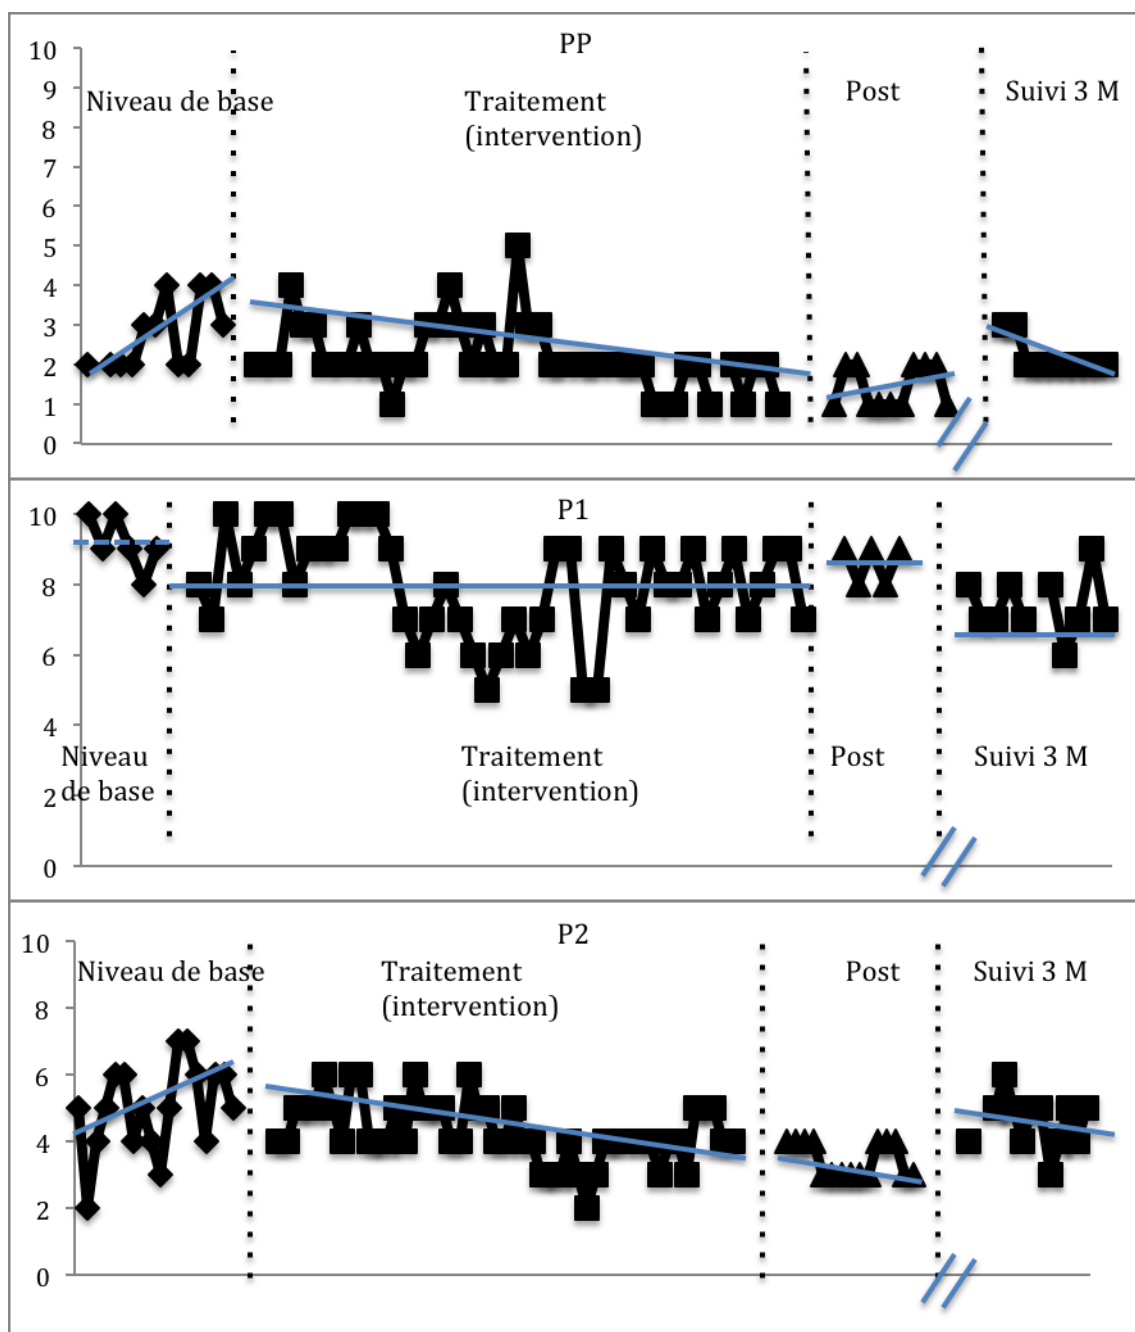 PP
10
9
8
7
6
5
4
3
2
1
0
Niveau de base
Traitement
(intervention)
Post
Suivi 3 M
P1
10
8
6
4
2
0
Niveau
de base
Traitement
(intervention)
Post
Suivi 3 M
P2
10
8
6
4
2
0
Niveau de base
Traitement
(intervention)
Post
Suivi 3 M